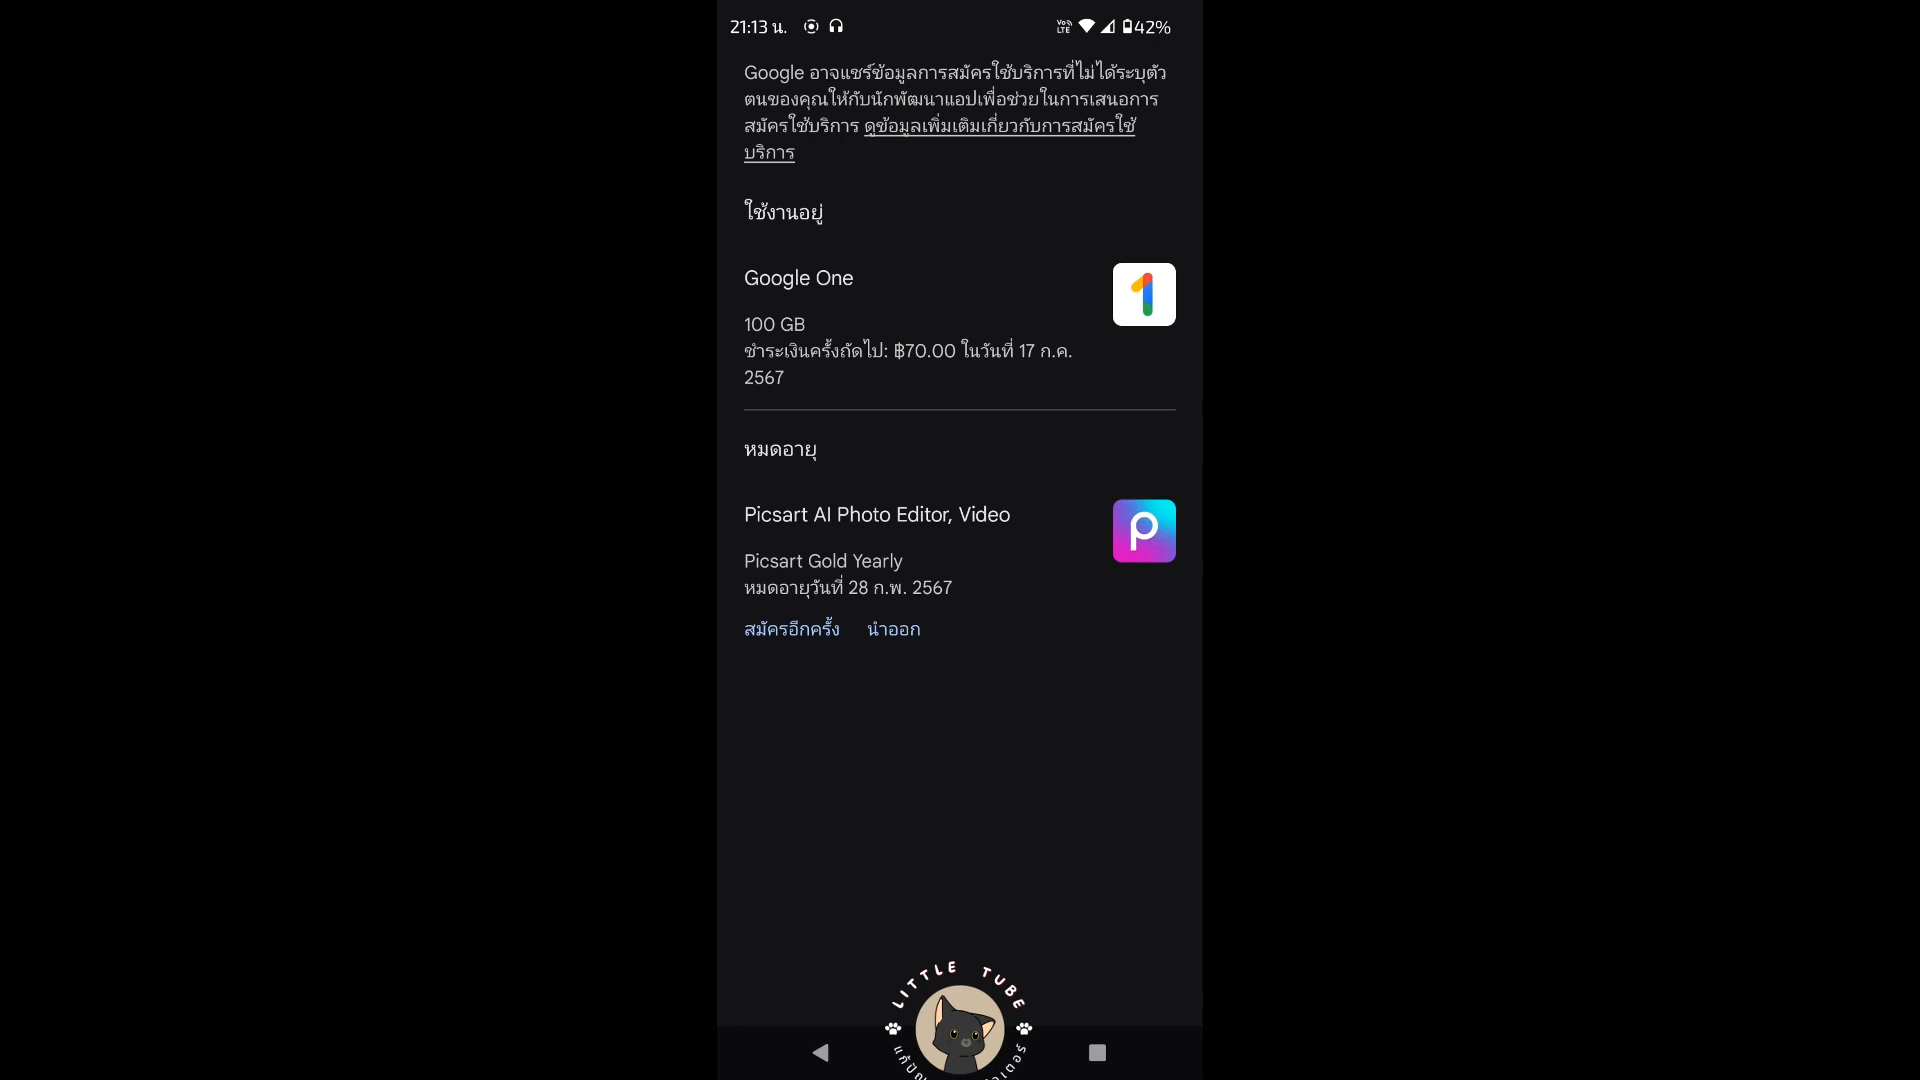 21:13 น.
Vo LTE
42%
Google อาจแชร์ข้อมูลการสมัครใช้บริการที่ไม่ได้ระบุตัว
ตนของคุณให้กับนักพัฒนาแอปเพื่อช่วยในการเสนอการ
สมัครใช้บริการ ดูข้อมูลเพิ่มเติมเกี่ยวกับการสมัครใช้
บริการ
ใช้งานอยู่
Google One
100 GB
ชำระเงินครั้งถัดไป: ฿70.00 ในวันที่ 17 ก.ค.
2567
หมดอายุ
Picsart AI Photo Editor, Video
Picsart Gold Yearly
หมดอายุวันที่ 28 ก.พ. 2567
สมัครอีกครั้ง นำออก
LITTLE TUBE